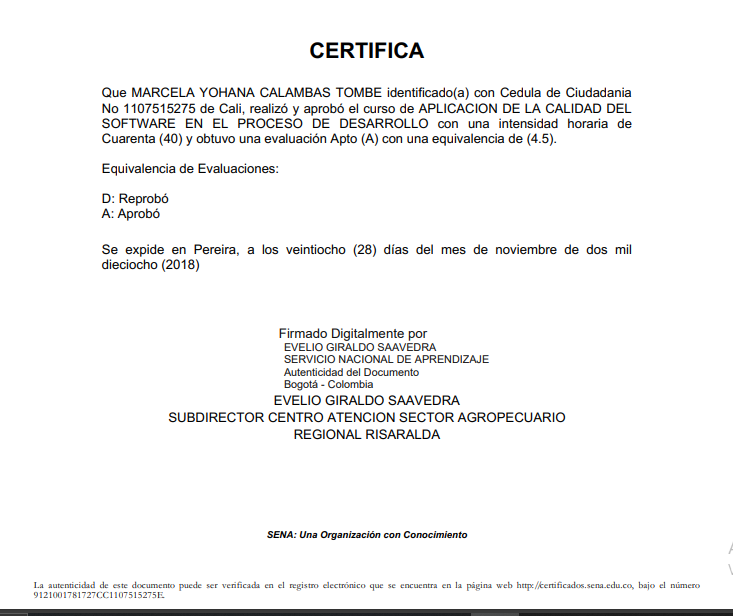 CERTIFICA
Que MARCELA YOHANA CALAMBAS TOMBE identificado(a) con Cedula de Ciudadania
No 1107515275 de Cali, realizó y aprobó el curso de APLICACION DE LA CALIDAD DEL
SOFTWARE EN EL PROCESO DE DESARROLLO con una intensidad horaria de
Cuarenta (40) y obtuvo una evaluación Apto (A) con una equivalencia de (4.5).
Equivalencia de Evaluaciones:
D: Reprobó
A: Aprobó
Se expide en Pereira, a los veintiocho (28) días del mes de noviembre de dos mil
dieciocho (2018)
Firmado Digitalmente por
EVELIO GIRALDO SAAVEDRA
SERVICIO NACIONAL DE APRENDIZAJE
Autenticidad del Documento
Bogotá - Colombia
EVELIO GIRALDO SAAVEDRA
SUBDIRECTOR CENTRO ATENCION SECTOR AGROPECUARIO
REGIONAL RISARALDA
SENA: Una Organización con Conocimiento
La autenticidad de este documento puede ser verificada en el registro electrónico que se encuentra en la página web http://certificados.sena.edu.co, bajo el número
9121001781727CC1107515275E.